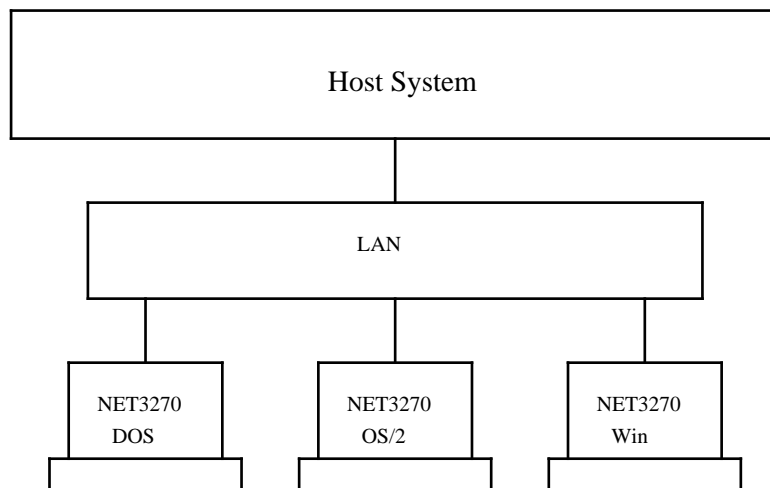 Host System
LAN
NET3270
DOS
NET3270
OS/2
NET3270
Win